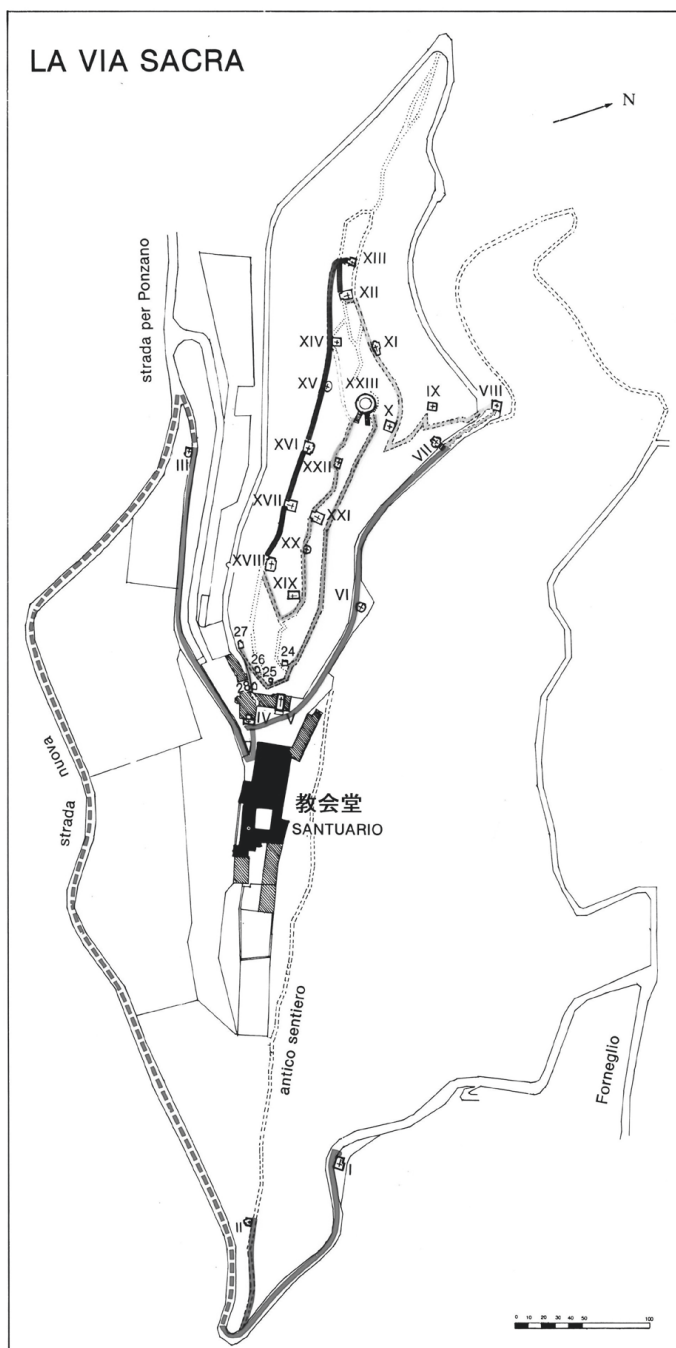 LA VIA SACRA
N
strada per Ponzano
XIII
XII
XIV
XI
XV
XXIII
IX
VIII
X
III
XVI
VII
XXII
XVII
XXI
XX
XVIII
XIX
VI
27
26
24
25
28
IV
V
教会堂
SANTUARIO
strada nuova
antico sentiero
Forneglio
I
II
0 10 20 30 40 50 100